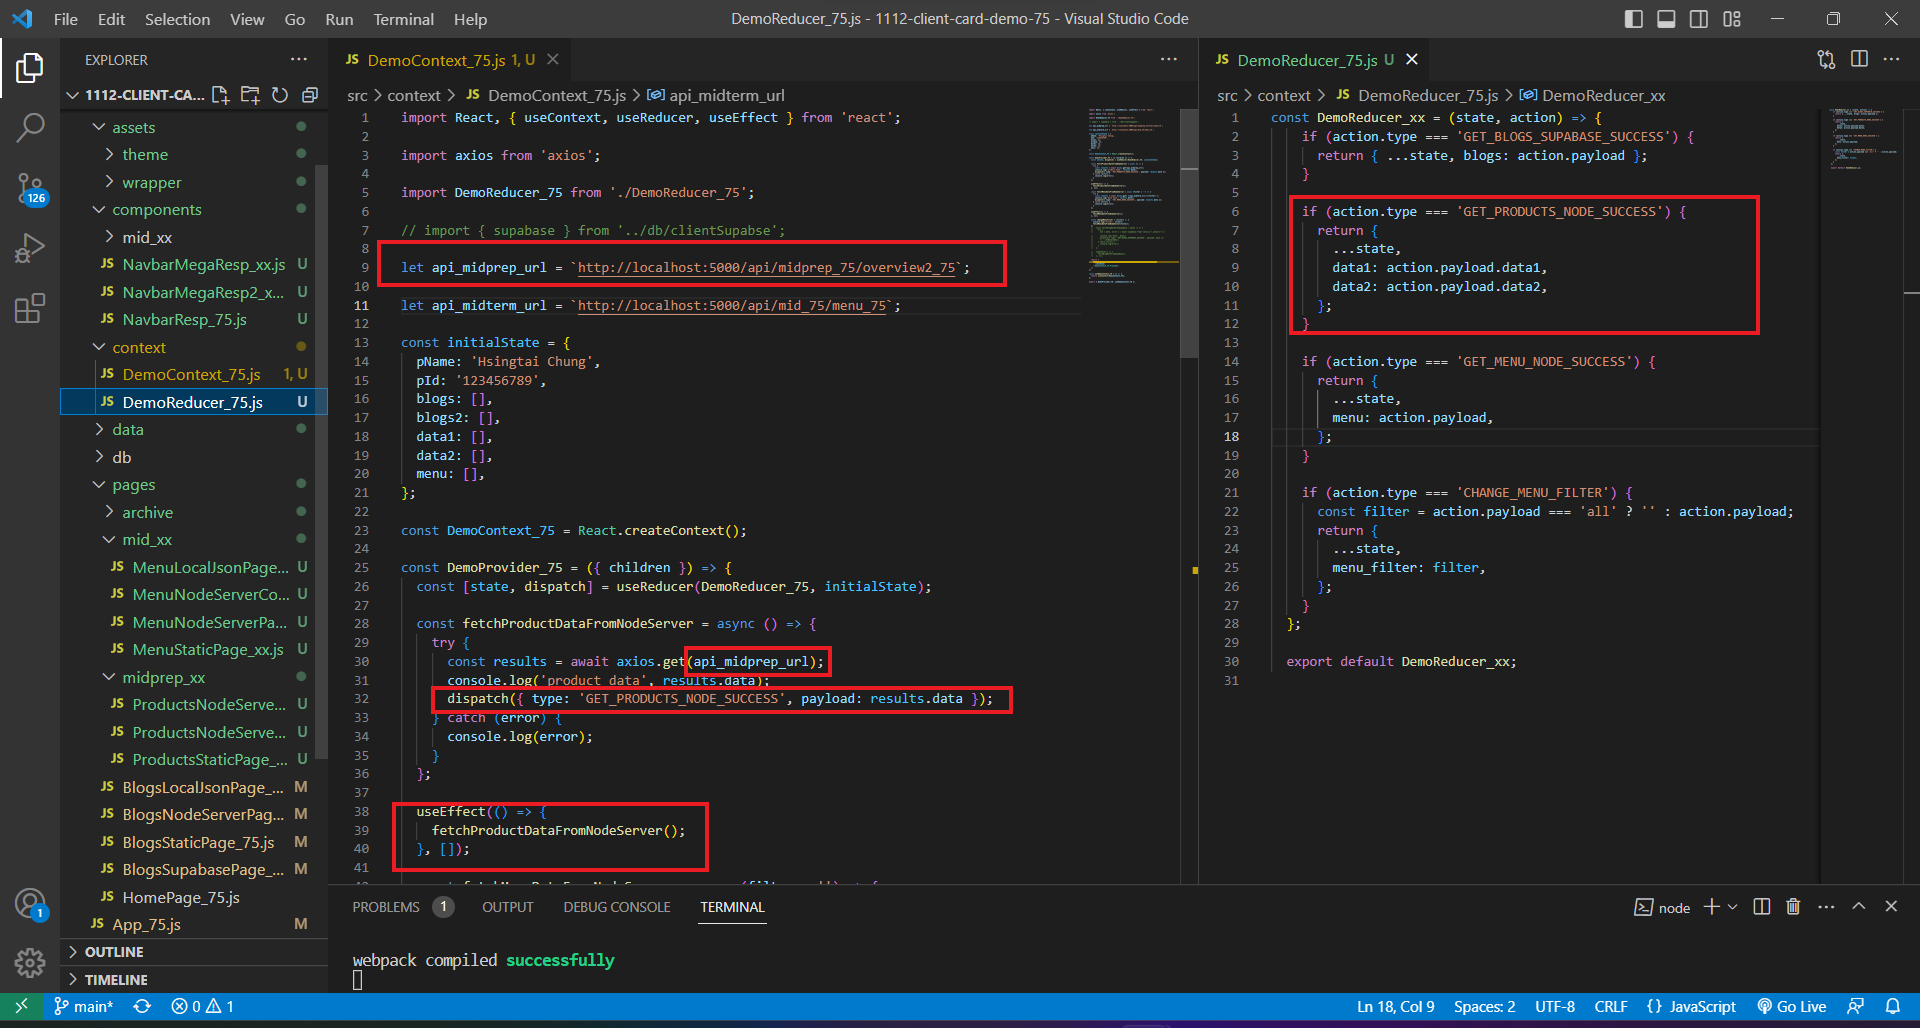 File Edit Selection View Go Run Terminal Help
DemoReducer_75.js - 1112-client-card-demo-75 - Visual Studio Code
EXPLORER
1112-CLIENT-CA...
assets
theme
wrapper
components
mid_xx
JS NavbarMegaResp_xx.js U
JS NavbarMegaResp2_x... U
JS NavbarResp_75.js U
context
JS DemoContext_75.js 1, U
JS DemoReducer_75.js U
data
db
pages
archive
mid_xx
JS MenuLocalJsonPage... U
JS MenuNodeServerCo... U
JS MenuNodeServerPa... U
JS MenuStaticPage_xx.js U
midprep_xx
JS ProductsNodeServe... U
JS ProductsNodeServe... U
JS ProductsStaticPage_... U
JS BlogsLocalJsonPage_... M
JS BlogsNodeServerPag... M
JS BlogsStaticPage_75.js M
JS BlogsSupabasePage_... M
JS HomePage_75.js
JS App_75.js M
OUTLINE
TIMELINE
126
1
JS DemoContext_75.js 1, U
src > context > JS DemoContext_75.js > api_midterm_url
1 import React, { useContext, useReducer, useEffect } from 'react';
2
3 import axios from 'axios';
4
5 import DemoReducer_75 from './DemoReducer_75';
6
7 // import { supabase } from '../db/clientSupabse';
8
9 let api_midprep_url = `http://localhost:5000/api/midprep_75/overview2_75`;
10
11 let api_midterm_url = `http://localhost:5000/api/mid_75/menu_75`;
12
13 const initialState = {
14 pName: 'Hsingtai Chung',
15 pId: '123456789',
16 blogs: [],
17 blogs2: [],
18 data1: [],
19 data2: [],
20 menu: [],
21 };
22
23 const DemoContext_75 = React.createContext();
24
25 const DemoProvider_75 = ({ children }) => {
26 const [state, dispatch] = useReducer(DemoReducer_75, initialState);
27
28 const fetchProductDataFromNodeServer = async () => {
29 try {
30 const results = await axios.get(api_midprep_url);
31 console.log('product data', results.data);
32 dispatch({ type: 'GET_PRODUCTS_NODE_SUCCESS', payload: results.data });
33 } catch (error) {
34 console.log(error);
35 }
36 };
37
38 useEffect(() => {
39 fetchProductDataFromNodeServer();
40 }, []);
41
JS DemoReducer_75.js U
src > context > JS DemoReducer_75.js > DemoReducer_xx
1 const DemoReducer_xx = (state, action) => {
2 if (action.type === 'GET_BLOGS_SUPABASE_SUCCESS') {
3 return { ...state, blogs: action.payload };
4 }
5
6 if (action.type === 'GET_PRODUCTS_NODE_SUCCESS') {
7 return {
8 ...state,
9 data1: action.payload.data1,
10 data2: action.payload.data2,
11 };
12 }
13
14 if (action.type === 'GET_MENU_NODE_SUCCESS') {
15 return {
16 ...state,
17 menu: action.payload,
18 };
19 }
20
21 if (action.type === 'CHANGE_MENU_FILTER') {
22 const filter = action.payload === 'all' ? '' : action.payload;
23 return {
24 ...state,
25 menu_filter: filter,
26 };
27 }
28 };
29
30 export default DemoReducer_xx;
31
PROBLEMS 1 OUTPUT DEBUG CONSOLE TERMINAL
node
webpack compiled successfully
main* 0 1
Ln 18, Col 9 Spaces: 2 UTF-8 CRLF {} JavaScript Go Live